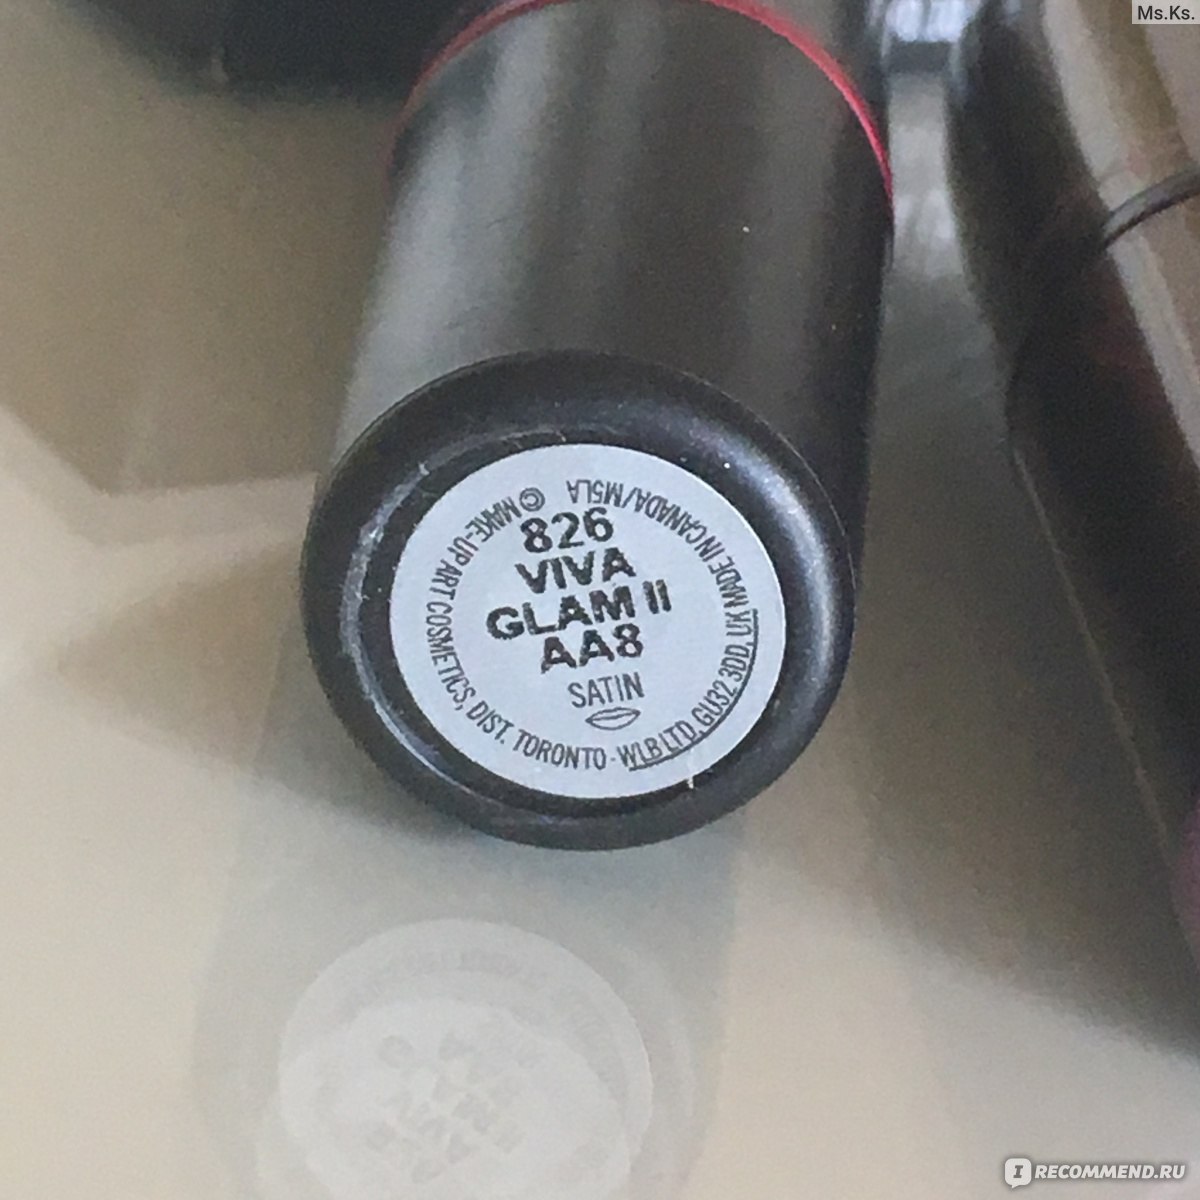 Ms.Ks.
826
VIVA
GLAM II
AA8
SATIN
© MAKE-UP ART COSMETICS, DIST. TORONTO - WLB LTD, GU32 3DD, UK MADE IN CANADA/M5LA
IRECOMMEND.RU